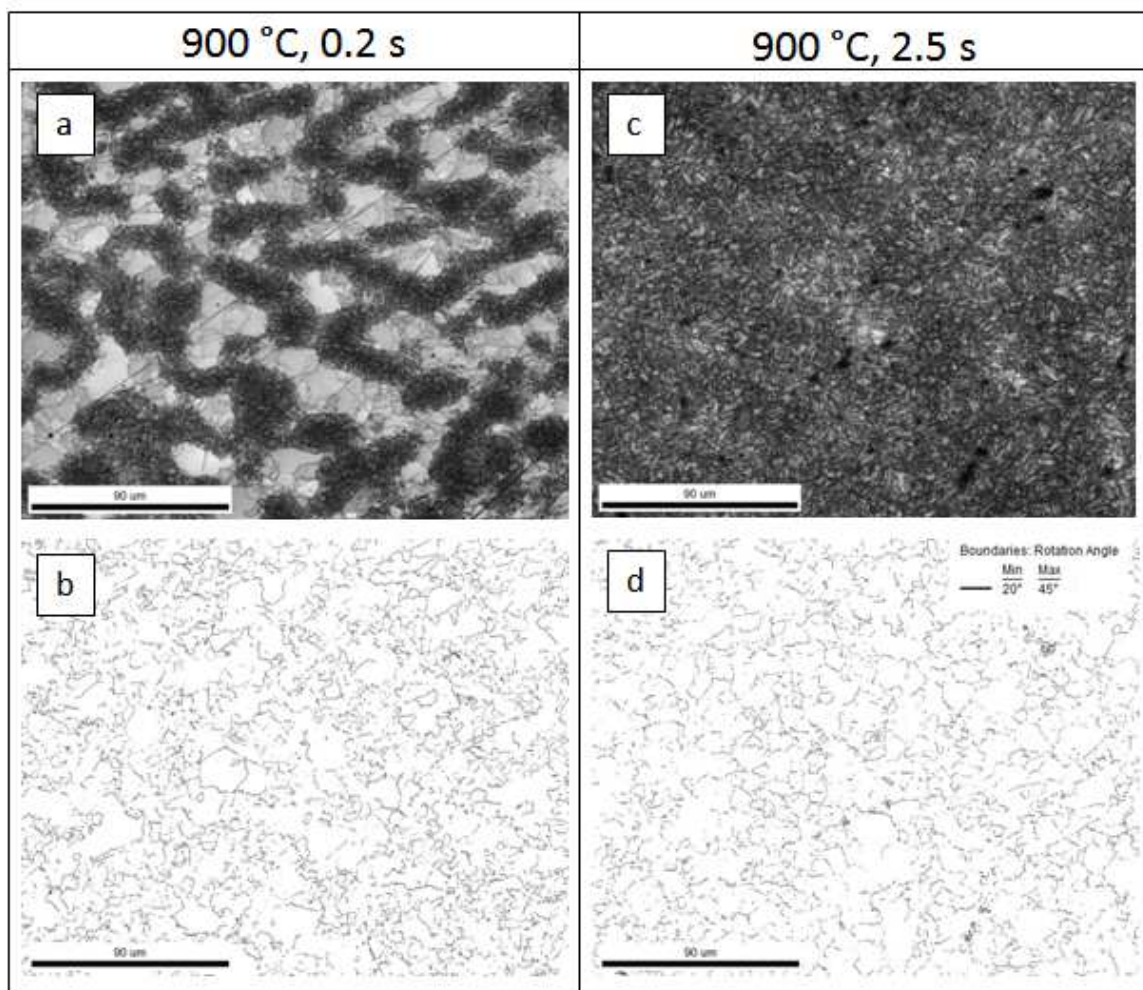 900 °C, 0.2 s
900 °C, 2.5 s
a
90 um
c
90 um
b
90 um
d
Boundaries: Rotation Angle
Min Max
20° 45°
90 um